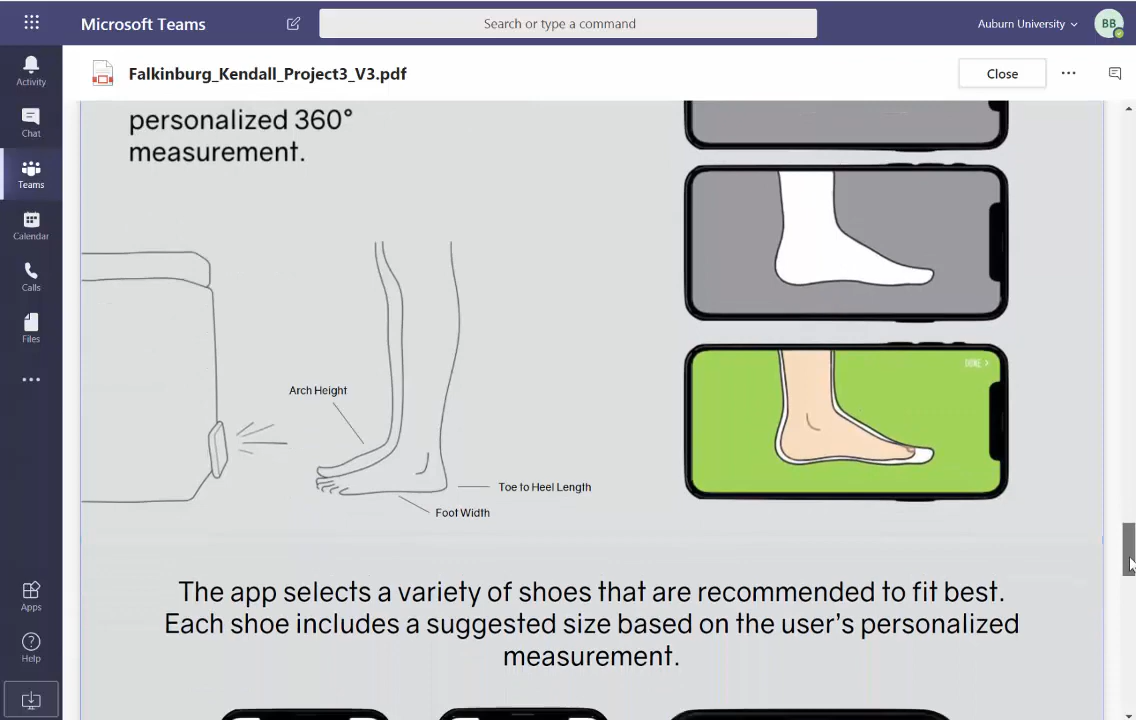 Microsoft Teams
Search or type a command
Auburn University
BB
Activity
Chat
Teams
Calendar
Calls
Files
Apps
Help
Falkinburg_Kendall_Project3_V3.pdf
Close
personalized 360°
measurement.
DONE >
Arch Height
Toe to Heel Length
Foot Width
The app selects a variety of shoes that are recommended to fit best.
Each shoe includes a suggested size based on the user's personalized
measurement.